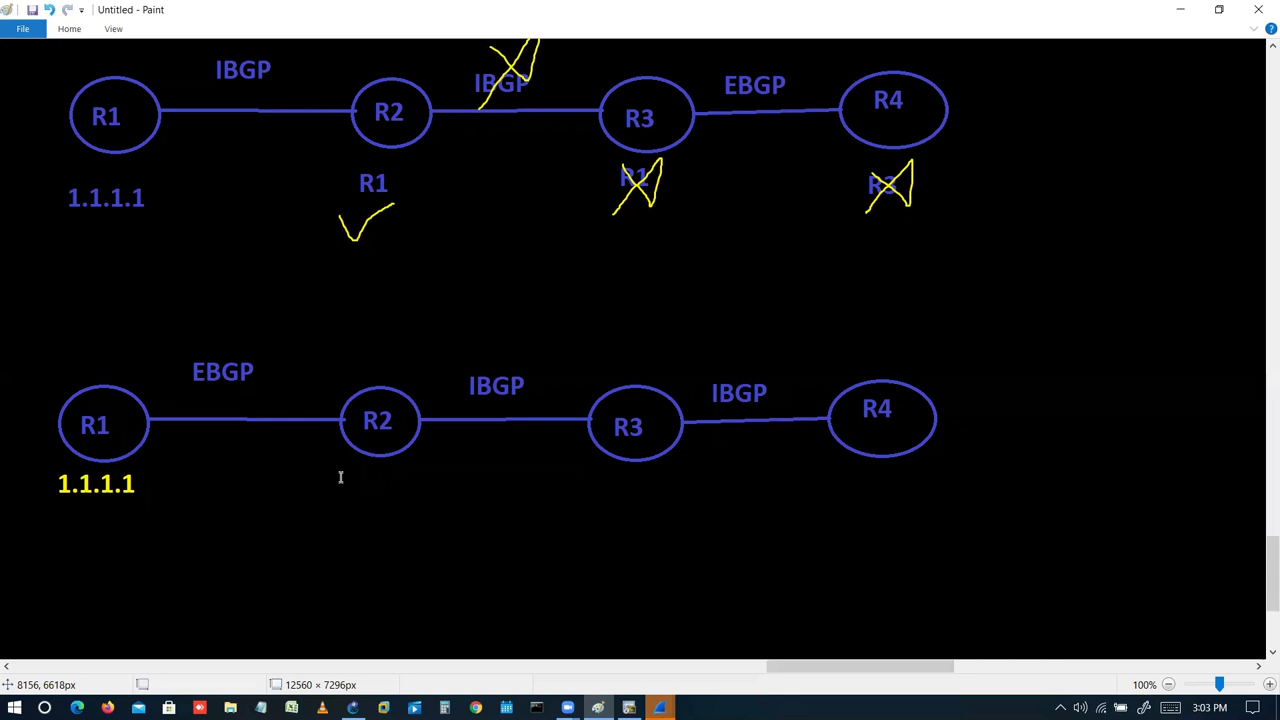 Untitled - Paint
File Home View
IBGP IBGP EBGP
R1 R2 R3 R4
1.1.1.1 R1 R1 R3
EBGP IBGP IBGP
R1 R2 R3 R4
1.1.1.1
8156, 6618px 12560 × 7296px 100%
3:03 PM